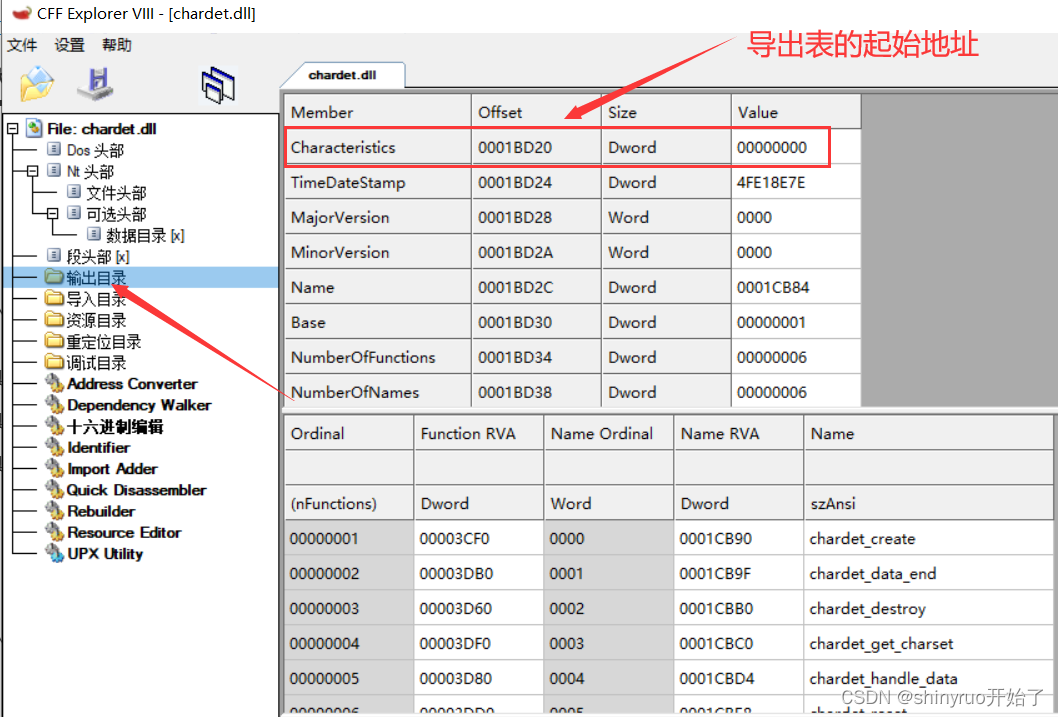 CFF Explorer VIII - [chardet.dll]
文件 设置 帮助
导出表的起始地址
File: chardet.dll
Dos 头部
Nt 头部
文件头部
可选头部
数据目录 [x]
段头部 [x]
输出目录
导入目录
资源目录
重定位目录
调试目录
Address Converter
Dependency Walker
十六进制编辑
Identifier
Import Adder
Quick Disassembler
Rebuilder
Resource Editor
UPX Utility
chardet.dll
Member Offset Size Value
Characteristics 0001BD20 Dword 00000000
TimeDateStamp 0001BD24 Dword 4FE18E7E
MajorVersion 0001BD28 Word 0000
MinorVersion 0001BD2A Word 0000
Name 0001BD2C Dword 0001CB84
Base 0001BD30 Dword 00000001
NumberOfFunctions 0001BD34 Dword 00000006
NumberOfNames 0001BD38 Dword 00000006
Ordinal Function RVA Name Ordinal Name RVA Name
(nFunctions) Dword Word Dword szAnsi
00000001 00003CF0 0000 0001CB90 chardet_create
00000002 00003DB0 0001 0001CB9F chardet_data_end
00000003 00003D60 0002 0001CBB0 chardet_destroy
00000004 00003DF0 0003 0001CBC0 chardet_get_charset
00000005 00003D80 0004 0001CBD4 chardet_handle_data
CSDN @shinyruo开始了